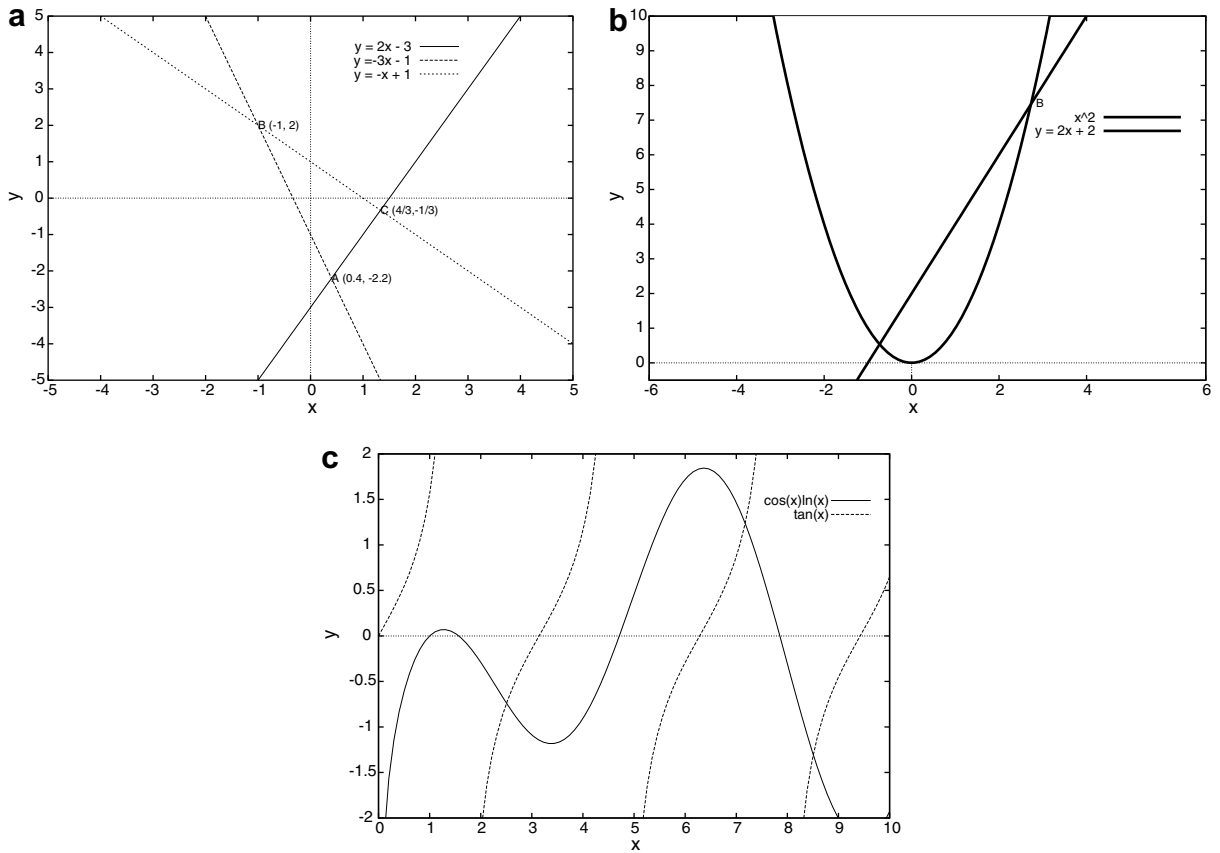 a
y = 2x - 3
y =-3x - 1
y = -x + 1
B (-1, 2)
C (4/3,-1/3)
A (0.4, -2.2)
5
4
3
2
1
0
-1
-2
-3
-4
-5
y
-5 -4 -3 -2 -1 0 1 2 3 4 5
x
b
10
9
8
7
6
5
4
3
2
1
0
y
B
x^2
y = 2x + 2
-6 -4 -2 0 2 4 6
x
c
2
1.5
1
0.5
0
-0.5
-1
-1.5
-2
y
cos(x)ln(x)
tan(x)
0 1 2 3 4 5 6 7 8 9 10
x